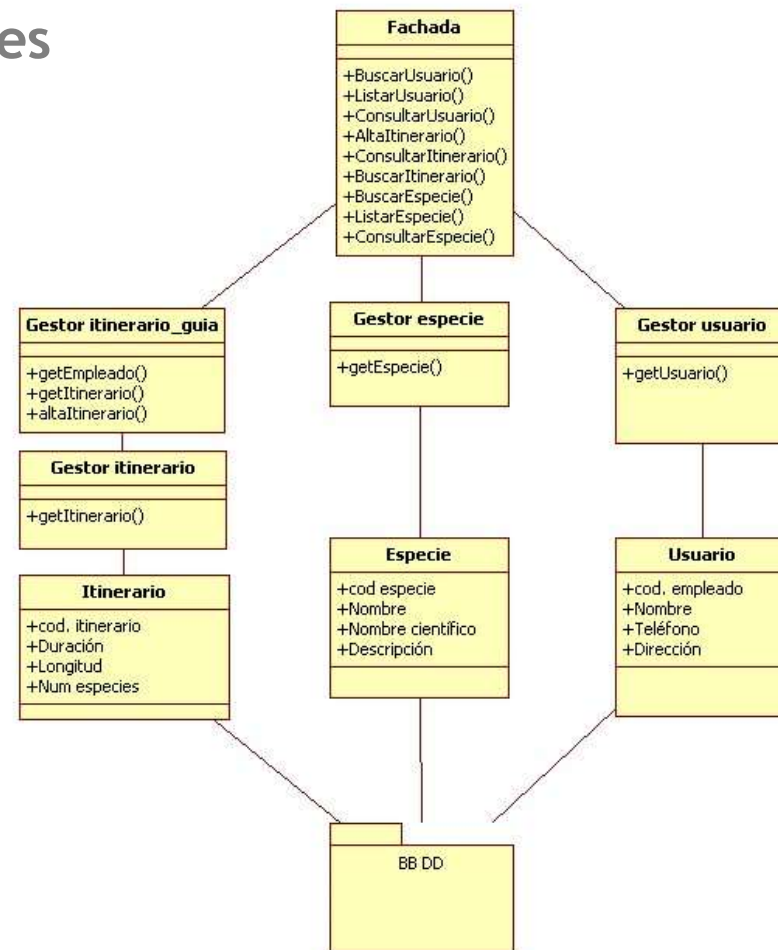 es
Fachada
+BuscarUsuario()
+ListarUsuario()
+ConsultarUsuario()
+AltaItinerario()
+ConsultarItinerario()
+BuscarItinerario()
+BuscarEspecie()
+ListarEspecie()
+ConsultarEspecie()
Gestor itinerario_guia
+getEmpleado()
+getItinerario()
+altaItinerario()
Gestor especie
+getEspecie()
Gestor usuario
+getUsuario()
Gestor itinerario
+getItinerario()
Itinerario
+cod. itinerario
+Duración
+Longitud
+Num especies
Especie
+cod especie
+Nombre
+Nombre científico
+Descripción
Usuario
+cod. empleado
+Nombre
+Teléfono
+Dirección
BB DD